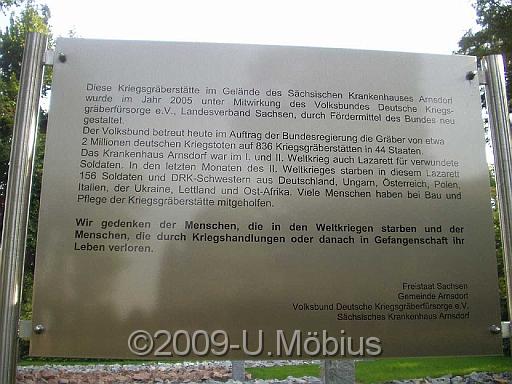 Diese Kriegsgräberstätte im Gelände des Sächsischen Krankenhauses Arnsdorf
wurde im Jahr 2005 unter Mitwirkung des Volksbundes Deutsche Kriegs-
gräberfürsorge e.V., Landesverband Sachsen, durch Fördermittel des Bundes neu
gestaltet.
Der Volksbund betreut heute im Auftrag der Bundesregierung die Gräber von etwa
2 Millionen deutschen Kriegstoten auf 836 Kriegsgräberstätten in 44 Staaten.
Das Krankenhaus Arnsdorf war im I. und II. Weltkrieg auch Lazarett für verwundete
Soldaten. In den letzten Monaten des II. Weltkrieges starben in diesem Lazarett
156 Soldaten und DRK-Schwestern aus Deutschland, Ungarn, Österreich, Polen,
Italien, der Ukraine, Lettland und Ost-Afrika. Viele Menschen haben bei Bau und
Pflege der Kriegsgräberstätte mitgeholfen.
Wir gedenken der Menschen, die in den Weltkriegen starben und der
Menschen, die durch Kriegshandlungen oder danach in Gefangenschaft ihr
Leben verloren.
Freistaat Sachsen
Gemeinde Arnsdorf
Volksbund Deutsche Kriegsgräberfürsorge e.V.
Sächsisches Krankenhaus Arnsdorf
©2009-U.Möbius